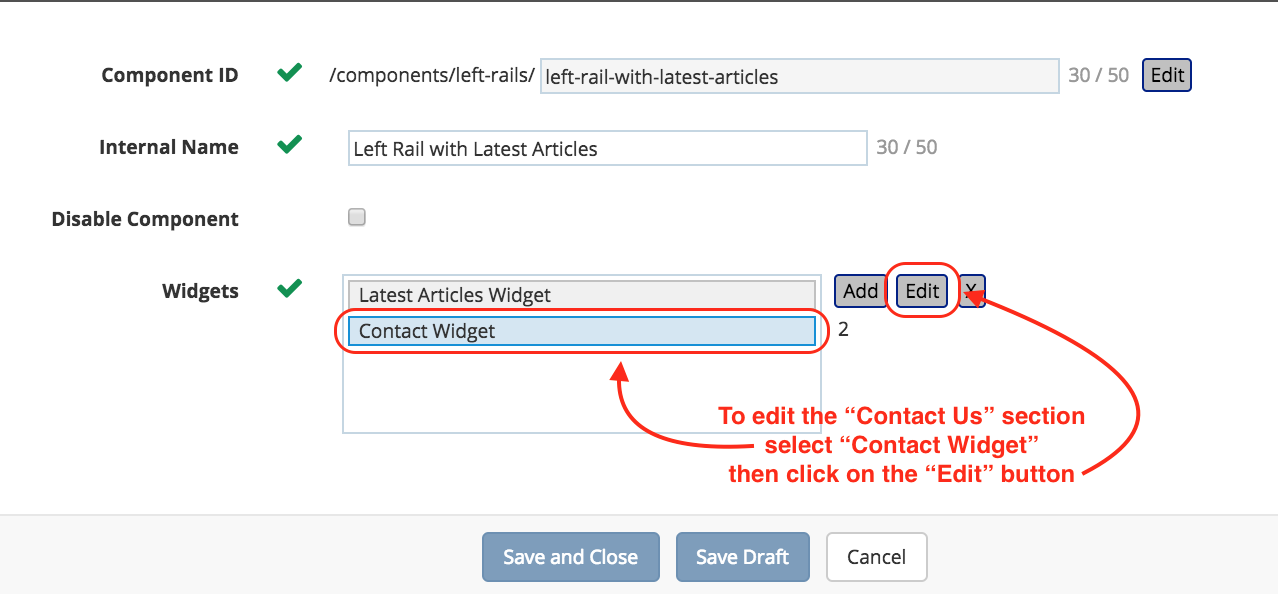 Component ID /components/left-rails/ left-rail-with-latest-articles 30 / 50 Edit
Internal Name Left Rail with Latest Articles 30 / 50
Disable Component
Widgets Latest Articles Widget Add Edit X
Contact Widget 2
To edit the “Contact Us” section
select “Contact Widget”
then click on the “Edit” button
Save and Close Save Draft Cancel